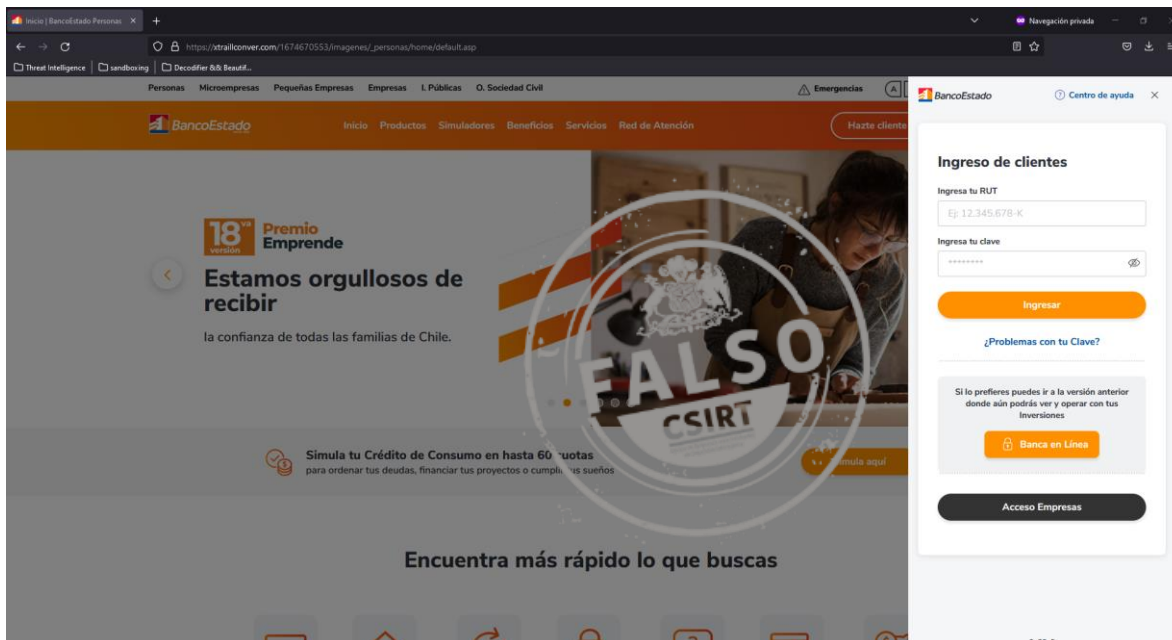 Inicio | BancoEstado Personas
Navegación privada
https://xtraillconver.com/1674670553/imagenes/_personas/home/default.asp
Threat Intelligence
sandboxing
Decodifier && Beautif...
Personas Microempresas Pequeñas Empresas Empresas I. Públicas O. Sociedad Civil
Emergencias
A
BancoEstado
Inicio Productos Simuladores Beneficios Servicios Red de Atención
Hazte cliente
18va
versión
Premio
Emprende
Estamos orgullosos de
recibir
la confianza de todas las familias de Chile.
FALSO
CSIRT
Simula tu Crédito de Consumo en hasta 60 cuotas
para ordenar tus deudas, financiar tus proyectos o cumplir tus sueños
Simula aquí
Encuentra más rápido lo que buscas
BancoEstado
Centro de ayuda
Ingreso de clientes
Ingresa tu RUT
Ej: 12.345.678-K
Ingresa tu clave
Ingresar
¿Problemas con tu Clave?
Si lo prefieres puedes ir a la versión anterior
donde aún podrás ver y operar con tus
Inversiones
Banca en Línea
Acceso Empresas